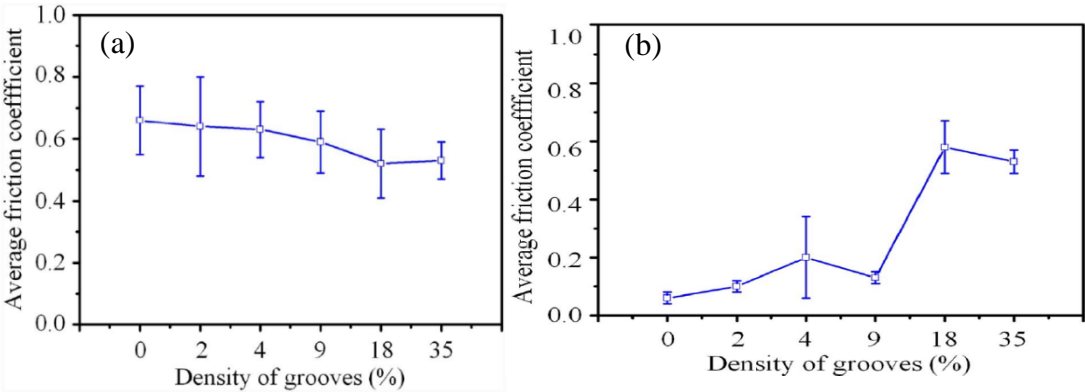 (a)
Average friction coeffficient
1.0
0.8
0.6
0.4
0.2
0.0
0 2 4 9 18 35
Density of grooves (%)
(b)
Average friction coefficient
1.0
0.8
0.6
0.4
0.2
0.0
0 2 4 9 18 35
Density of grooves (%)